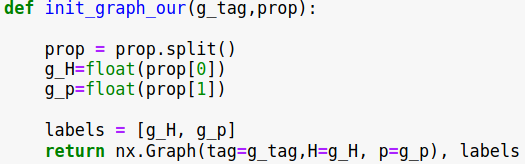 def init_graph_our(g_tag,prop):
    prop = prop.split()
    g_H=float(prop[0])
    g_p=float(prop[1])
    labels = [g_H, g_p]
    return nx.Graph(tag=g_tag,H=g_H, p=g_p), labels